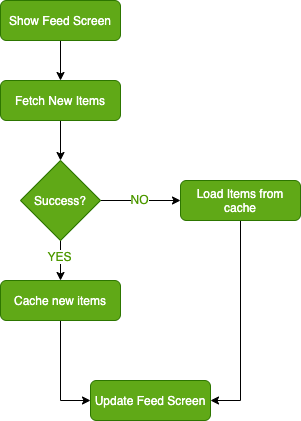 Show Feed Screen
Fetch New Items
Success?
NO
Load Items from
cache
YES
Cache new items
Update Feed Screen